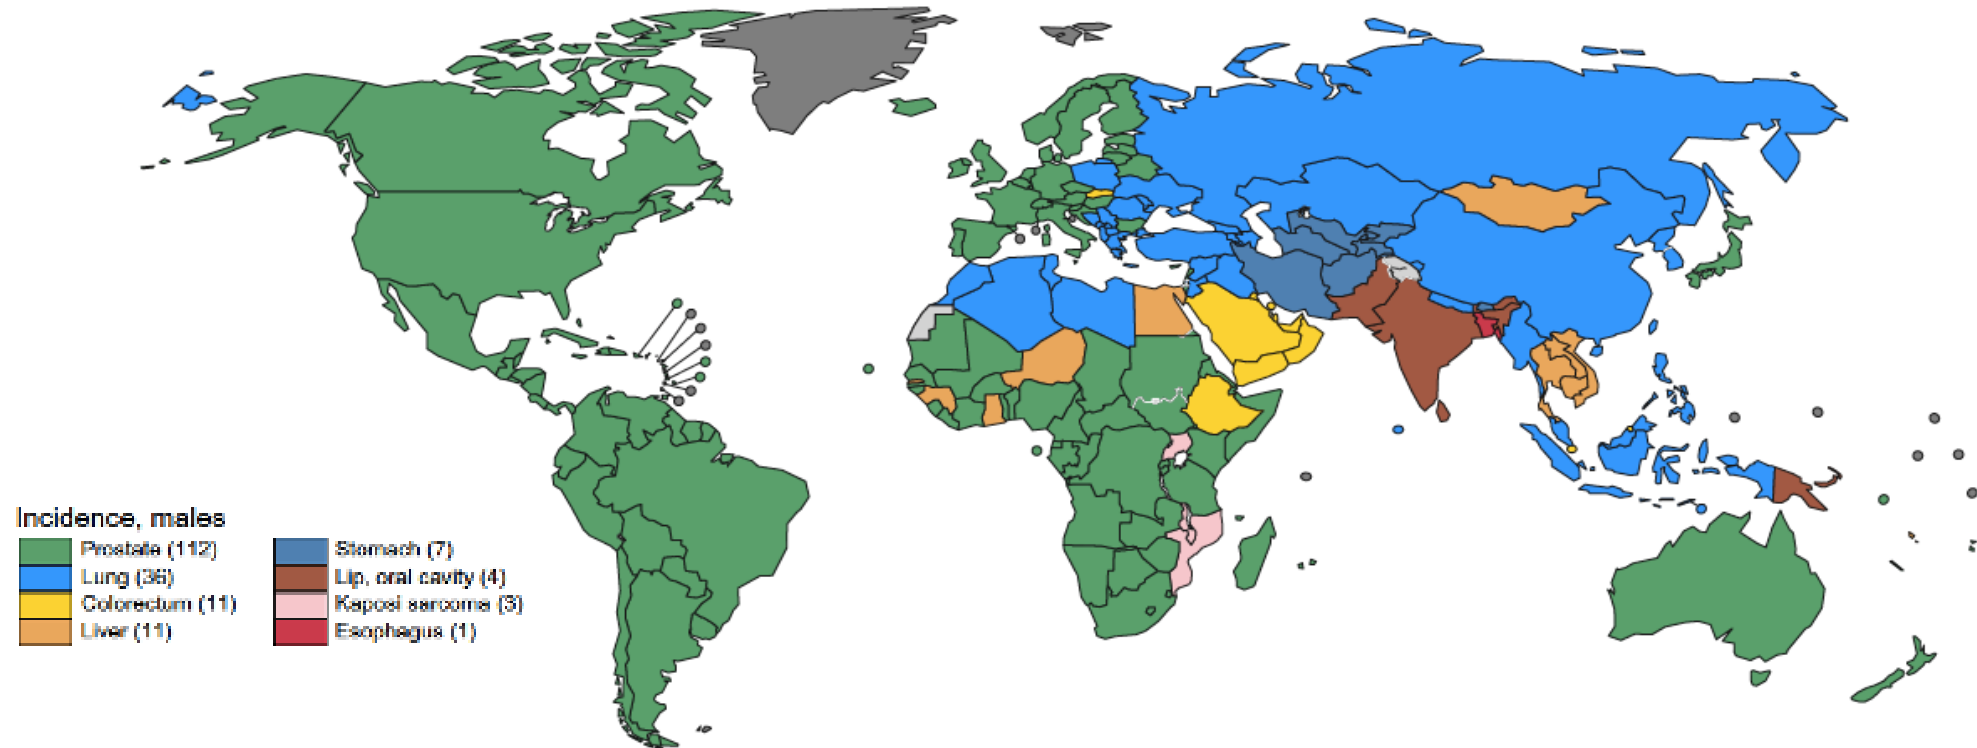 Incidence, males
Prostate (112)
Lung (36)
Colorectum (11)
Liver (11)
Stomach (7)
Lip, oral cavity (4)
Kaposi sarcoma (3)
Esophagus (1)